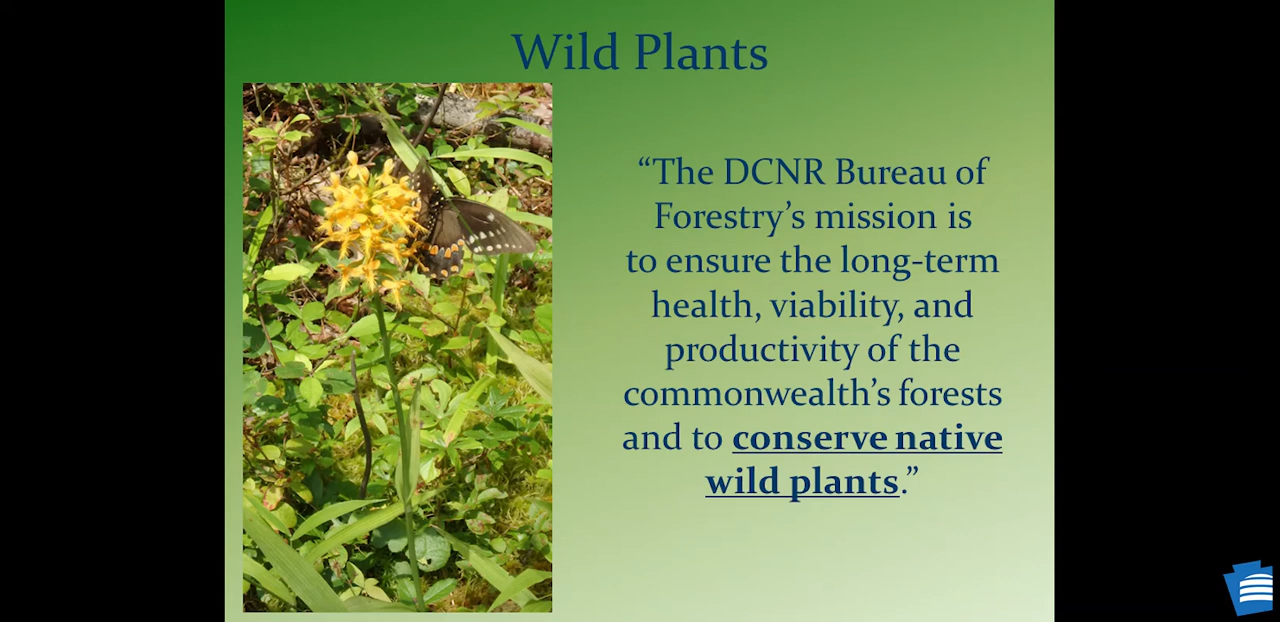 Wild Plants
“The DCNR Bureau of
Forestry’s mission is
to ensure the long-term
health, viability, and
productivity of the
commonwealth’s forests
and to conserve native
wild plants.”